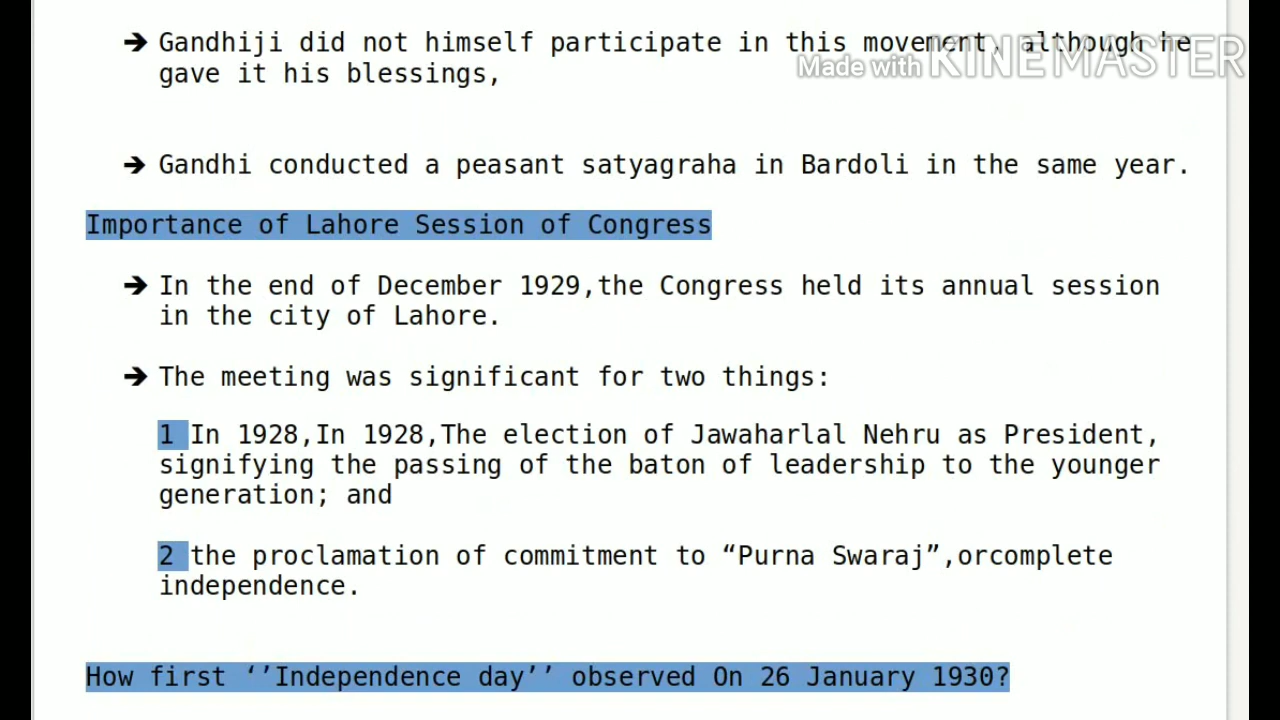 ➔ Gandhiji did not himself participate in this movement, although he
gave it his blessings,
Made with KINEMASTER
➔ Gandhi conducted a peasant satyagraha in Bardoli in the same year.
Importance of Lahore Session of Congress
➔ In the end of December 1929,the Congress held its annual session
in the city of Lahore.
➔ The meeting was significant for two things:
1 In 1928,In 1928,The election of Jawaharlal Nehru as President,
signifying the passing of the baton of leadership to the younger
generation; and
2 the proclamation of commitment to “Purna Swaraj”,orcomplete
independence.
How first ‘’Independence day’’ observed On 26 January 1930?